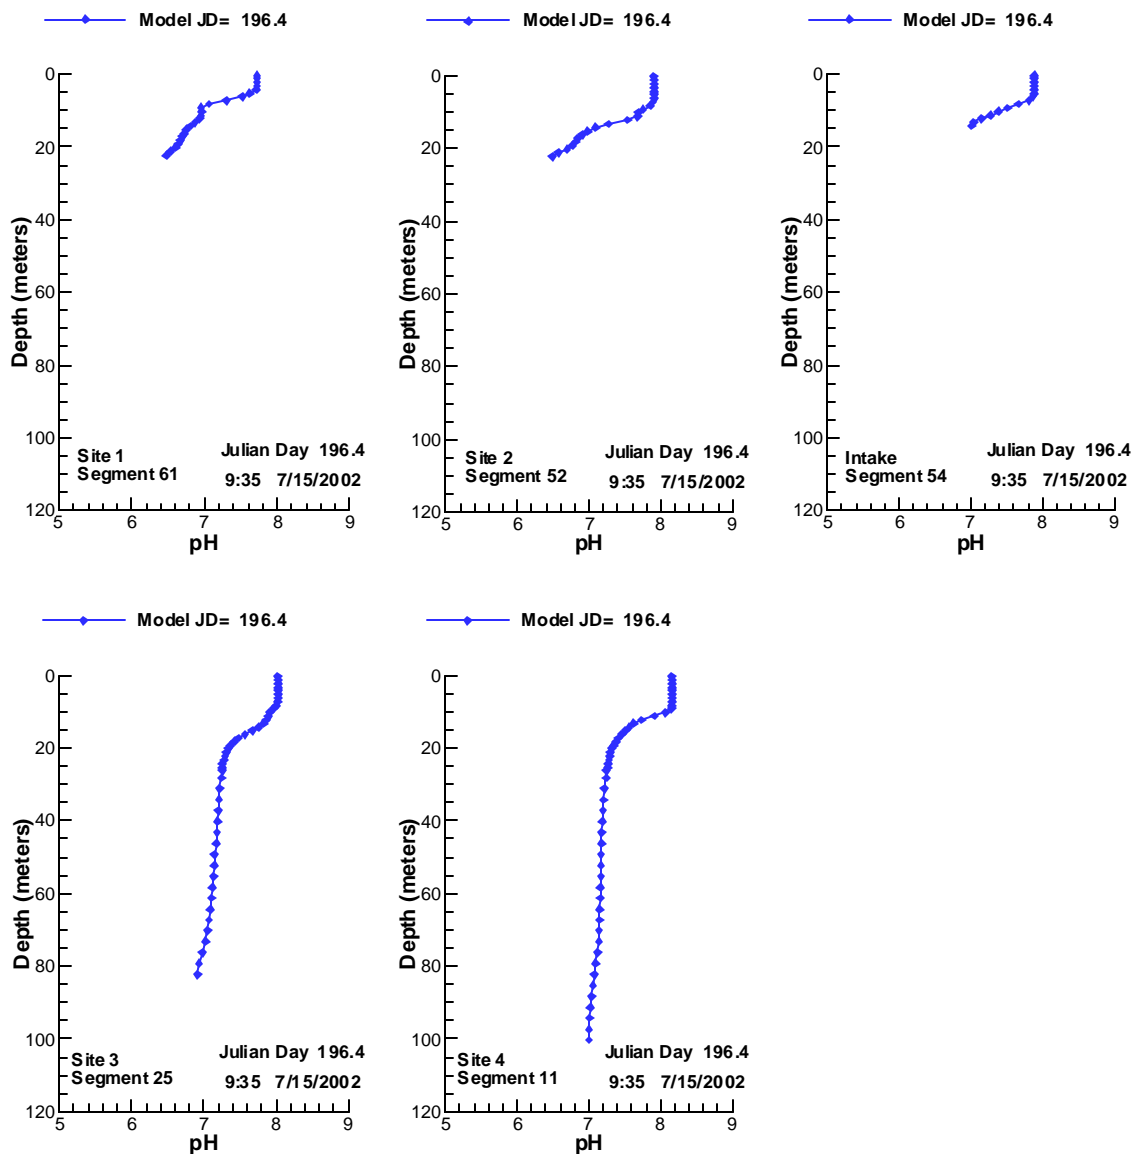 Model JD= 196.4
0
20
40
60
80
100
120
Depth (meters)
Site 1
Segment 61
Julian Day 196.4
9:35 7/15/2002
5 6 7 8 9
pH
Model JD= 196.4
0
20
40
60
80
100
120
Depth (meters)
Site 2
Segment 52
Julian Day 196.4
9:35 7/15/2002
5 6 7 8 9
pH
Model JD= 196.4
0
20
40
60
80
100
120
Depth (meters)
Intake
Segment 54
Julian Day 196.4
9:35 7/15/2002
5 6 7 8 9
pH
Model JD= 196.4
0
20
40
60
80
100
120
Depth (meters)
Site 3
Segment 25
Julian Day 196.4
9:35 7/15/2002
5 6 7 8 9
pH
Model JD= 196.4
0
20
40
60
80
100
120
Depth (meters)
Site 4
Segment 11
Julian Day 196.4
9:35 7/15/2002
5 6 7 8 9
pH